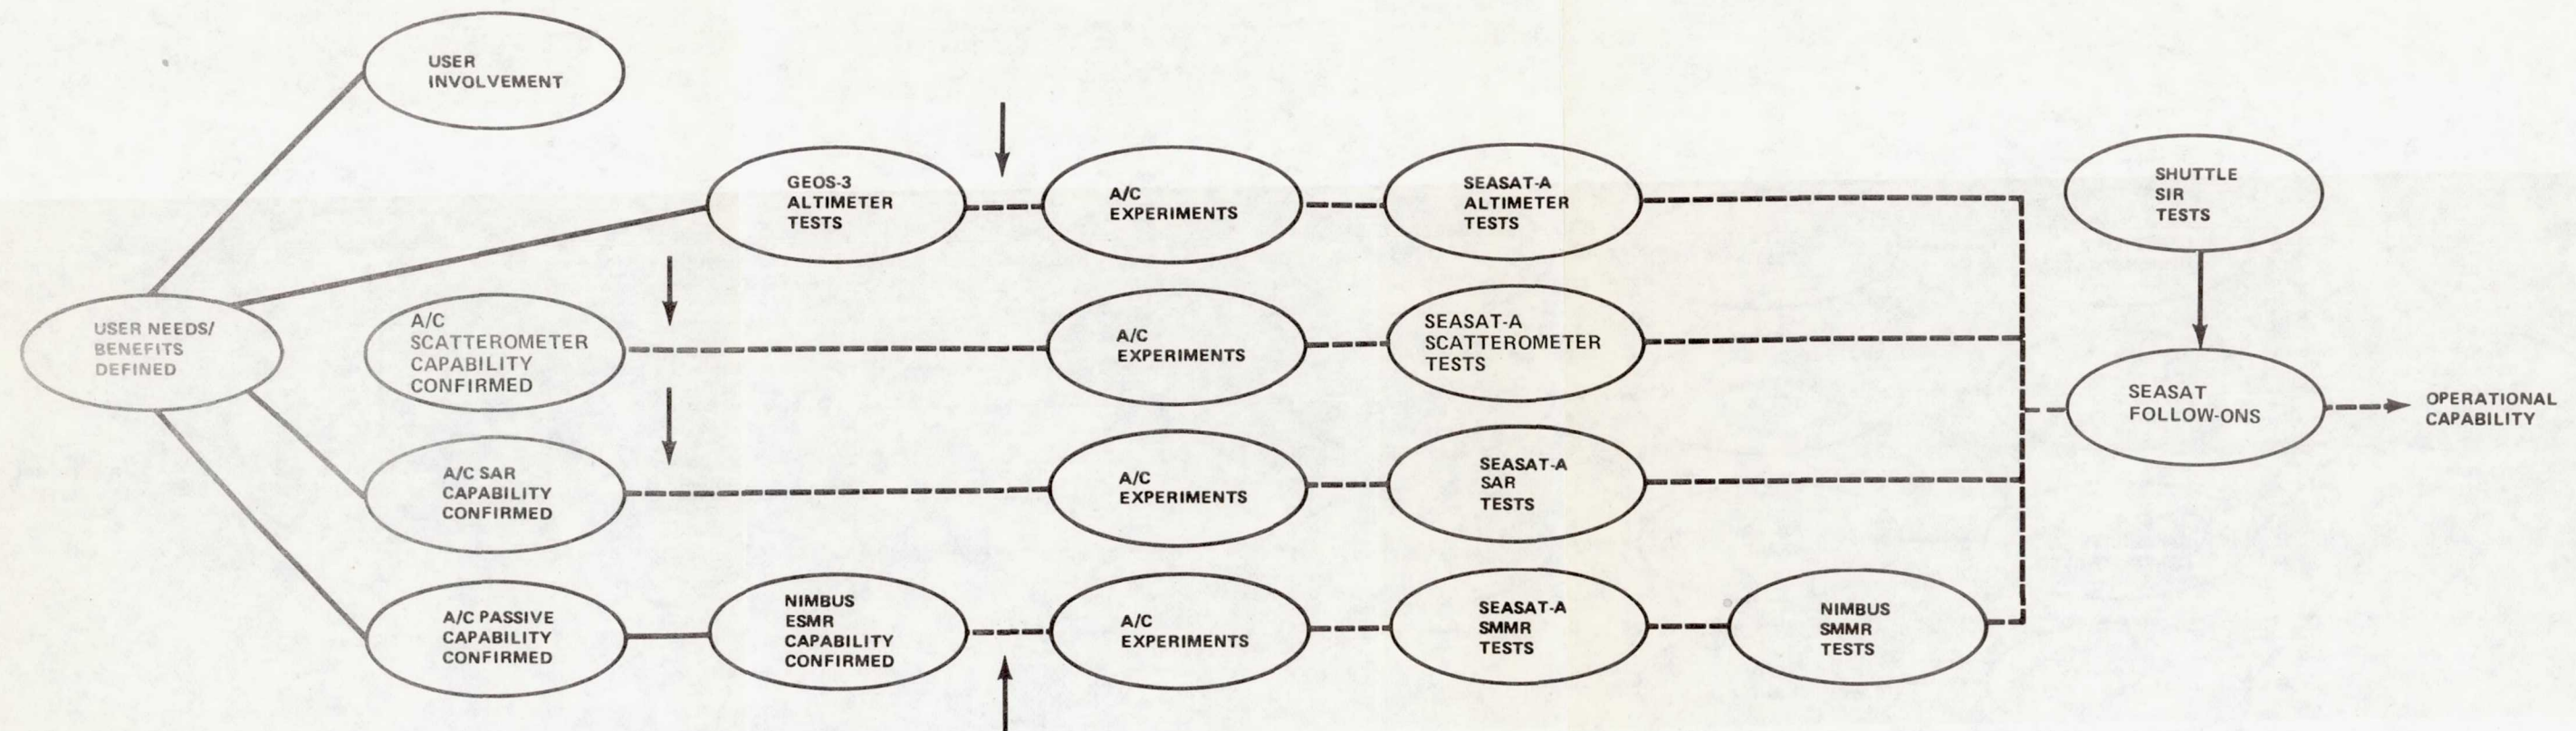 USER
INVOLVEMENT
GEOS-3
ALTIMETER
TESTS
A/C
EXPERIMENTS
SEASAT-A
ALTIMETER
TESTS
SHUTTLE
SIR
TESTS
USER NEEDS/
BENEFITS
DEFINED
A/C
SCATTEROMETER
CAPABILITY
CONFIRMED
A/C
EXPERIMENTS
SEASAT-A
SCATTEROMETER
TESTS
SEASAT
FOLLOW-ONS
OPERATIONAL
CAPABILITY
A/C SAR
CAPABILITY
CONFIRMED
A/C
EXPERIMENTS
SEASAT-A
SAR
TESTS
A/C PASSIVE
CAPABILITY
CONFIRMED
NIMBUS
ESMR
CAPABILITY
CONFIRMED
A/C
EXPERIMENTS
SEASAT-A
SMMR
TESTS
NIMBUS
SMMR
TESTS